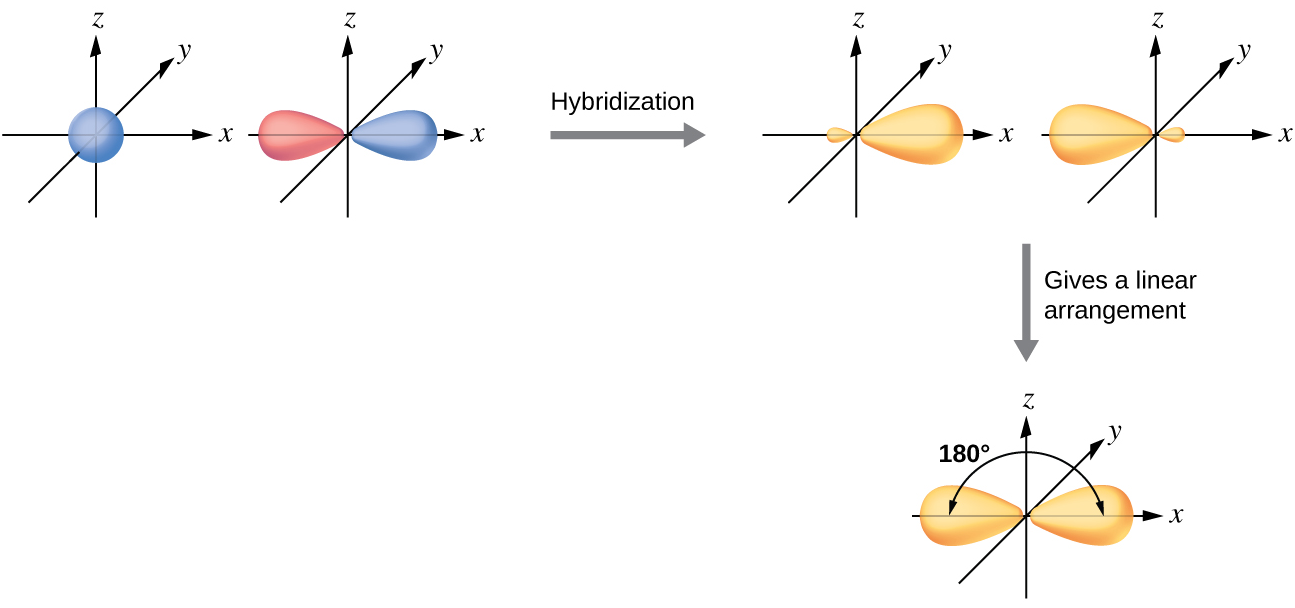 z
y
x
z
y
x
Hybridization
z
y
x
z
y
x
Gives a linear
arrangement
z
y
180°
x